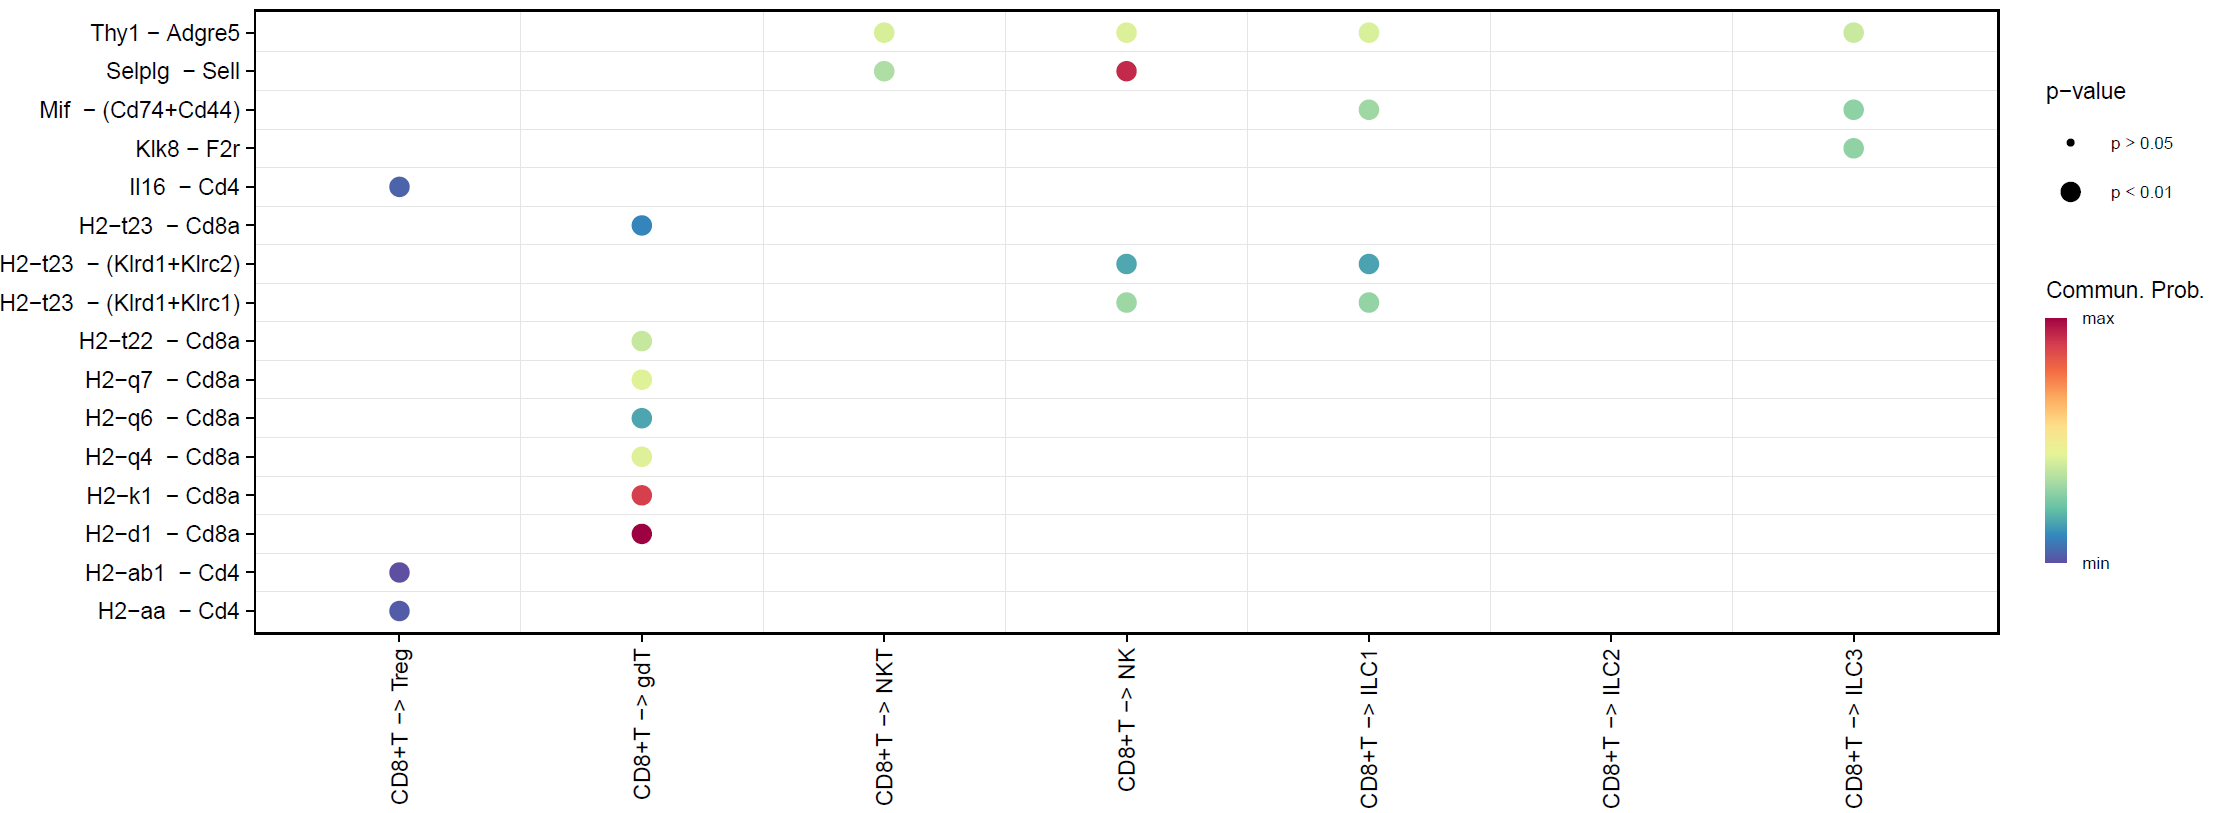 Thy1 − Adgre5
Selplg − Sell
Mif − (Cd74+Cd44)
Klk8 − F2r
Il16 − Cd4
H2−t23 − Cd8a
H2−t23 − (Klrd1+Klrc2)
H2−t23 − (Klrd1+Klrc1)
H2−t22 − Cd8a
H2−q7 − Cd8a
H2−q6 − Cd8a
H2−q4 − Cd8a
H2−k1 − Cd8a
H2−d1 − Cd8a
H2−ab1 − Cd4
H2−aa − Cd4
CD8+T −> Treg
CD8+T −> gdT
CD8+T −> NKT
CD8+T −> NK
CD8+T −> ILC1
CD8+T −> ILC2
CD8+T −> ILC3
p−value
p > 0.05
p < 0.01
Commun. Prob.
max
min